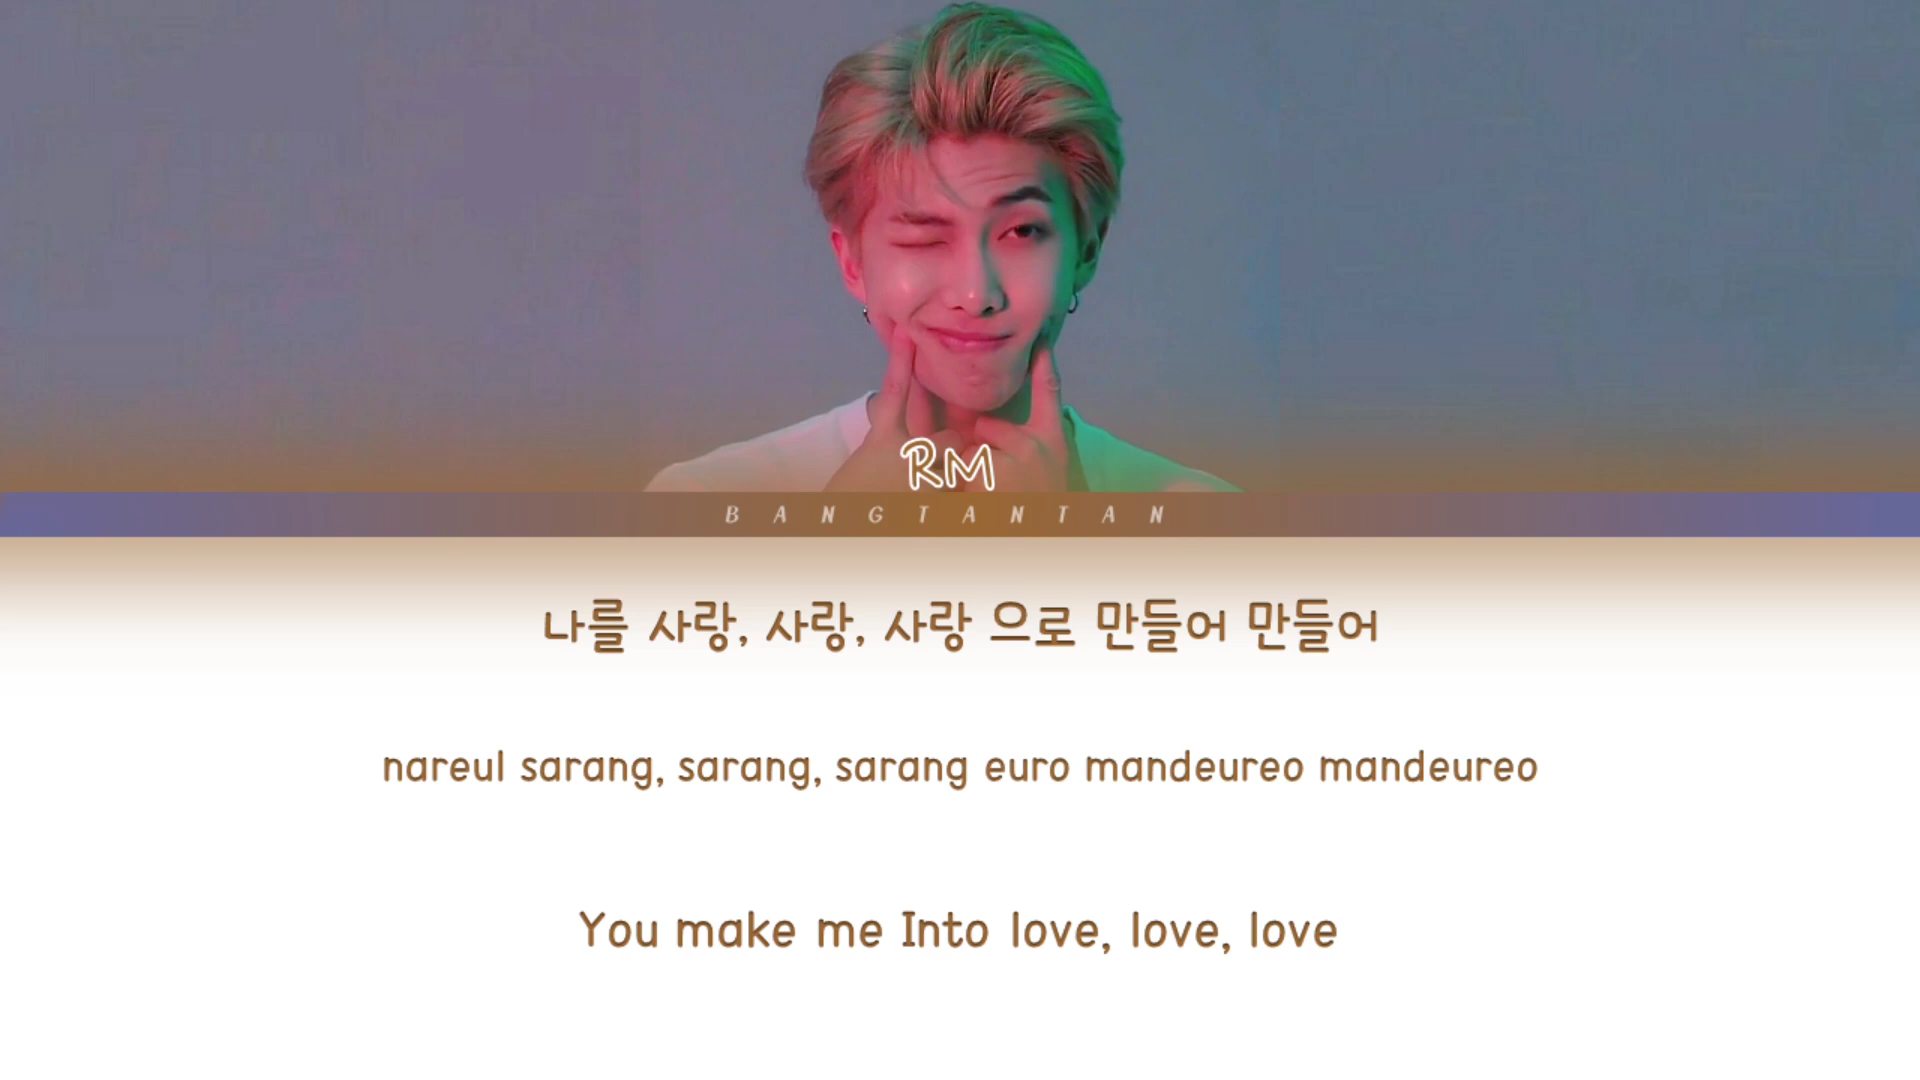 RM
BANGTANTAN
나를 사랑, 사랑, 사랑 으로 만들어 만들어
nareul sarang, sarang, sarang euro mandeureo mandeureo
You make me Into love, love, love